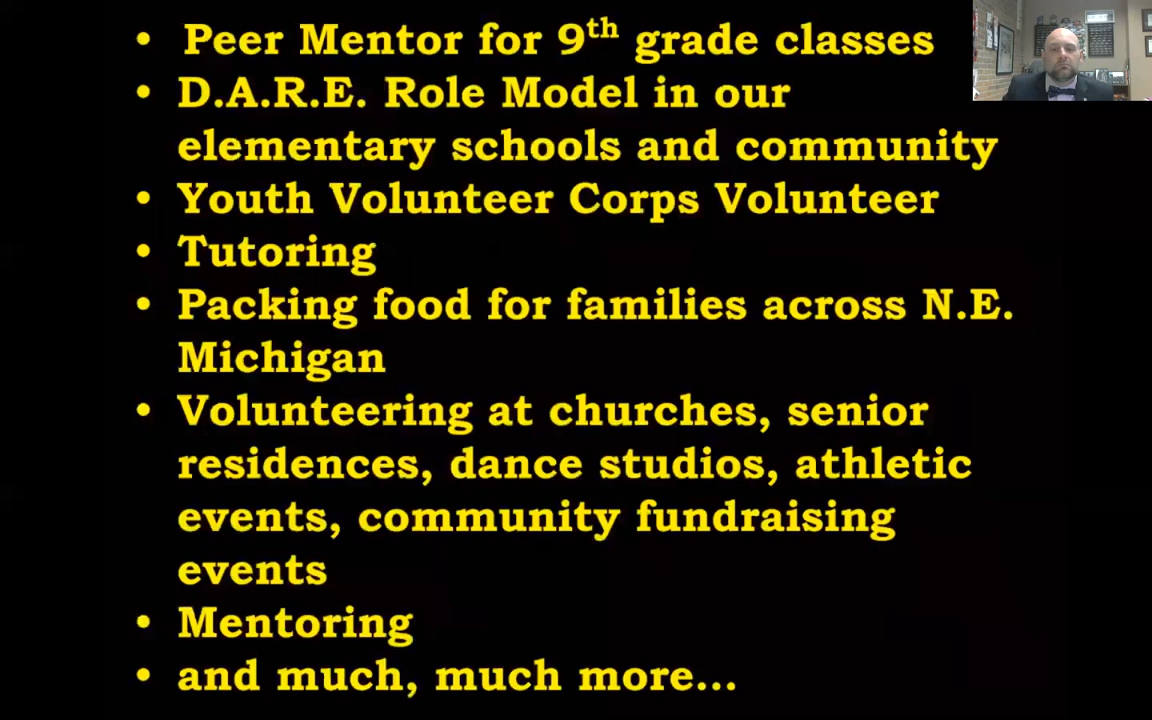 • Peer Mentor for 9th grade classes
• D.A.R.E. Role Model in our
elementary schools and community
• Youth Volunteer Corps Volunteer
• Tutoring
• Packing food for families across N.E.
Michigan
• Volunteering at churches, senior
residences, dance studios, athletic
events, community fundraising
events
• Mentoring
• and much, much more...